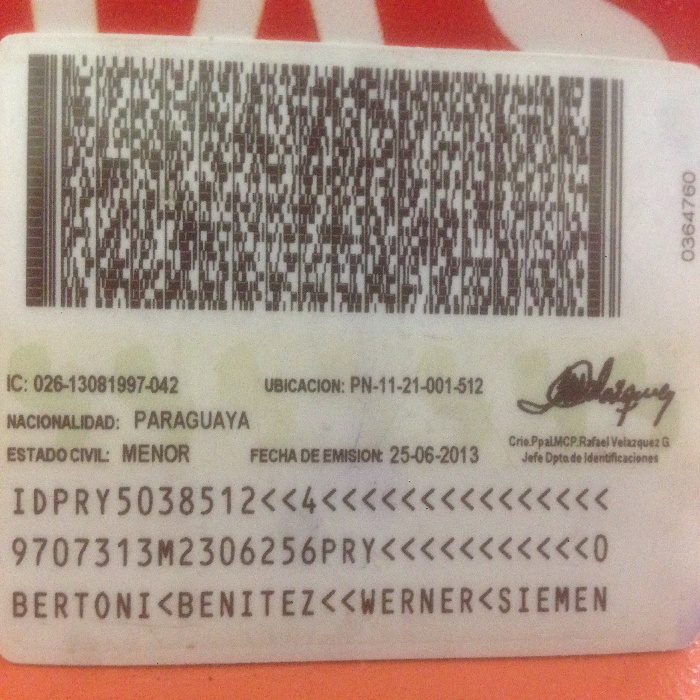 0364760
IC: 026-13081997-042 UBICACION: PN-11-21-001-512
NACIONALIDAD: PARAGUAYA
ESTADO CIVIL: MENOR FECHA DE EMISION: 25-06-2013
Crio.Ppal.MCP.Rafael Velazquez G
Jefe Dpto.de Identificaciones
IDPRY5038512<<4<<<<<<<<<<<<<<<
9707313M2306256PRY<<<<<<<<<<<0
BERTONI<BENITEZ<<WERNER<SIEMEN